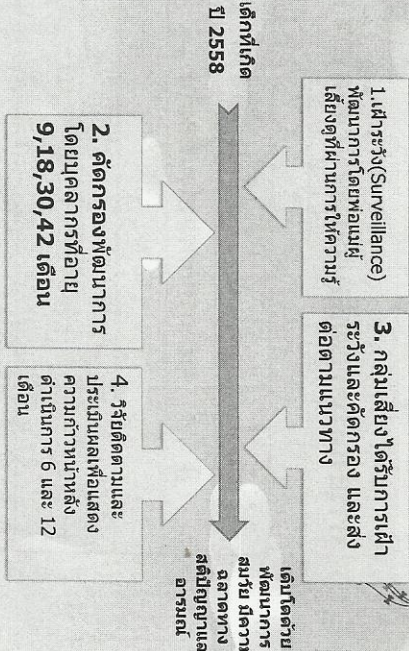 เด็กที่เกิด
ปี 2558
1.เฝ้าระวัง(Surveillance)
พัฒนาการโดยพ่อแม่ผู้
เลี้ยงดูที่ผ่านการให้ความรู้
2. คัดกรองพัฒนาการ
โดยบุคลากรที่อายุ
9,18,30,42 เดือน
3. กลุ่มเสี่ยงได้รับการเฝ้า
ระวังและคัดกรอง และส่ง
ต่อตามแนวทาง
4. วิจัยติดตามและ
ประเมินผลเพื่อแสดง
ความก้าวหน้าหลัง
ดำเนินการ 6 และ 12
เดือน
เติบโตด้วย
พัฒนาการ
สมวัย มีความ
ฉลาดทาง
สติปัญญาแล
อารมณ์